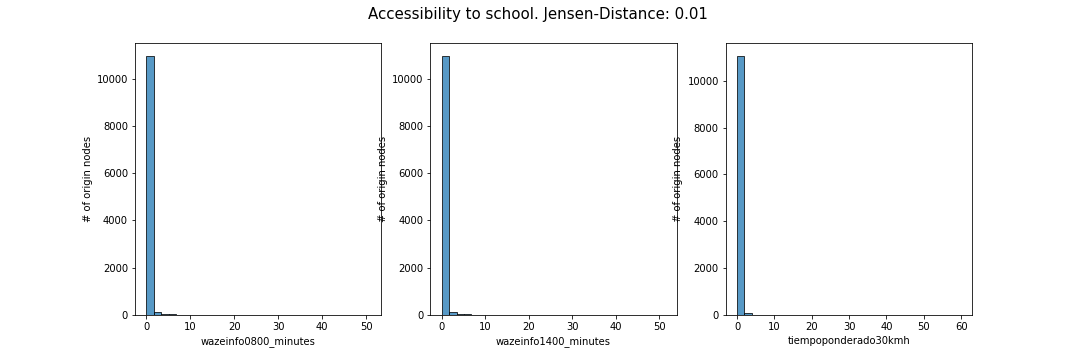 Accessibility to school. Jensen-Distance: 0.01
# of origin nodes
10000
8000
6000
4000
2000
0
0 10 20 30 40 50
wazeinfo0800_minutes
# of origin nodes
10000
8000
6000
4000
2000
0
0 10 20 30 40 50
wazeinfo1400_minutes
# of origin nodes
10000
8000
6000
4000
2000
0
0 10 20 30 40 50 60
tiempoponderado30kmh